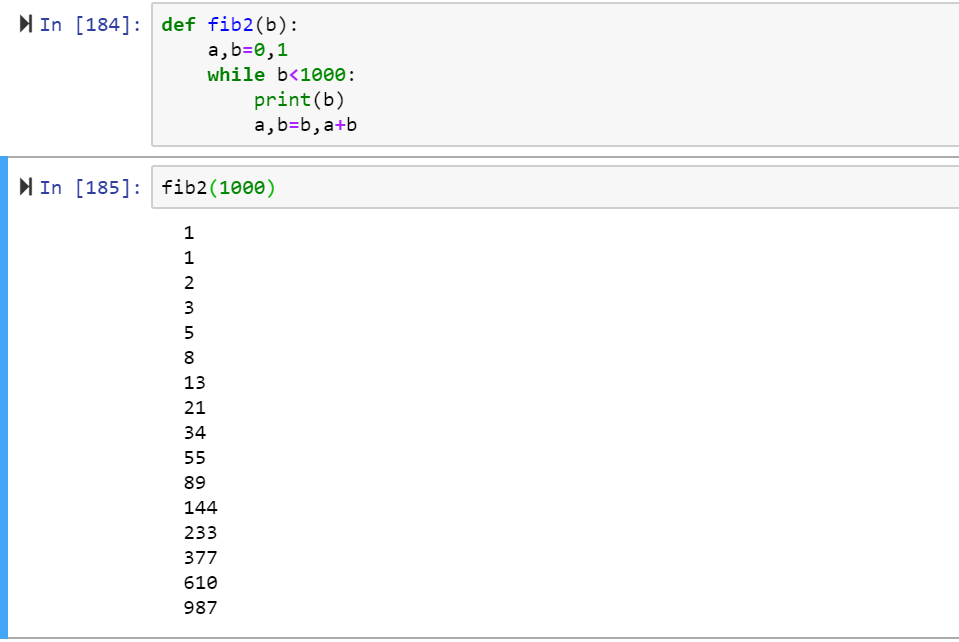 In [184]: def fib2(b):
    a,b=0,1
    while b<1000:
        print(b)
        a,b=b,a+b
In [185]: fib2(1000)
1
1
2
3
5
8
13
21
34
55
89
144
233
377
610
987